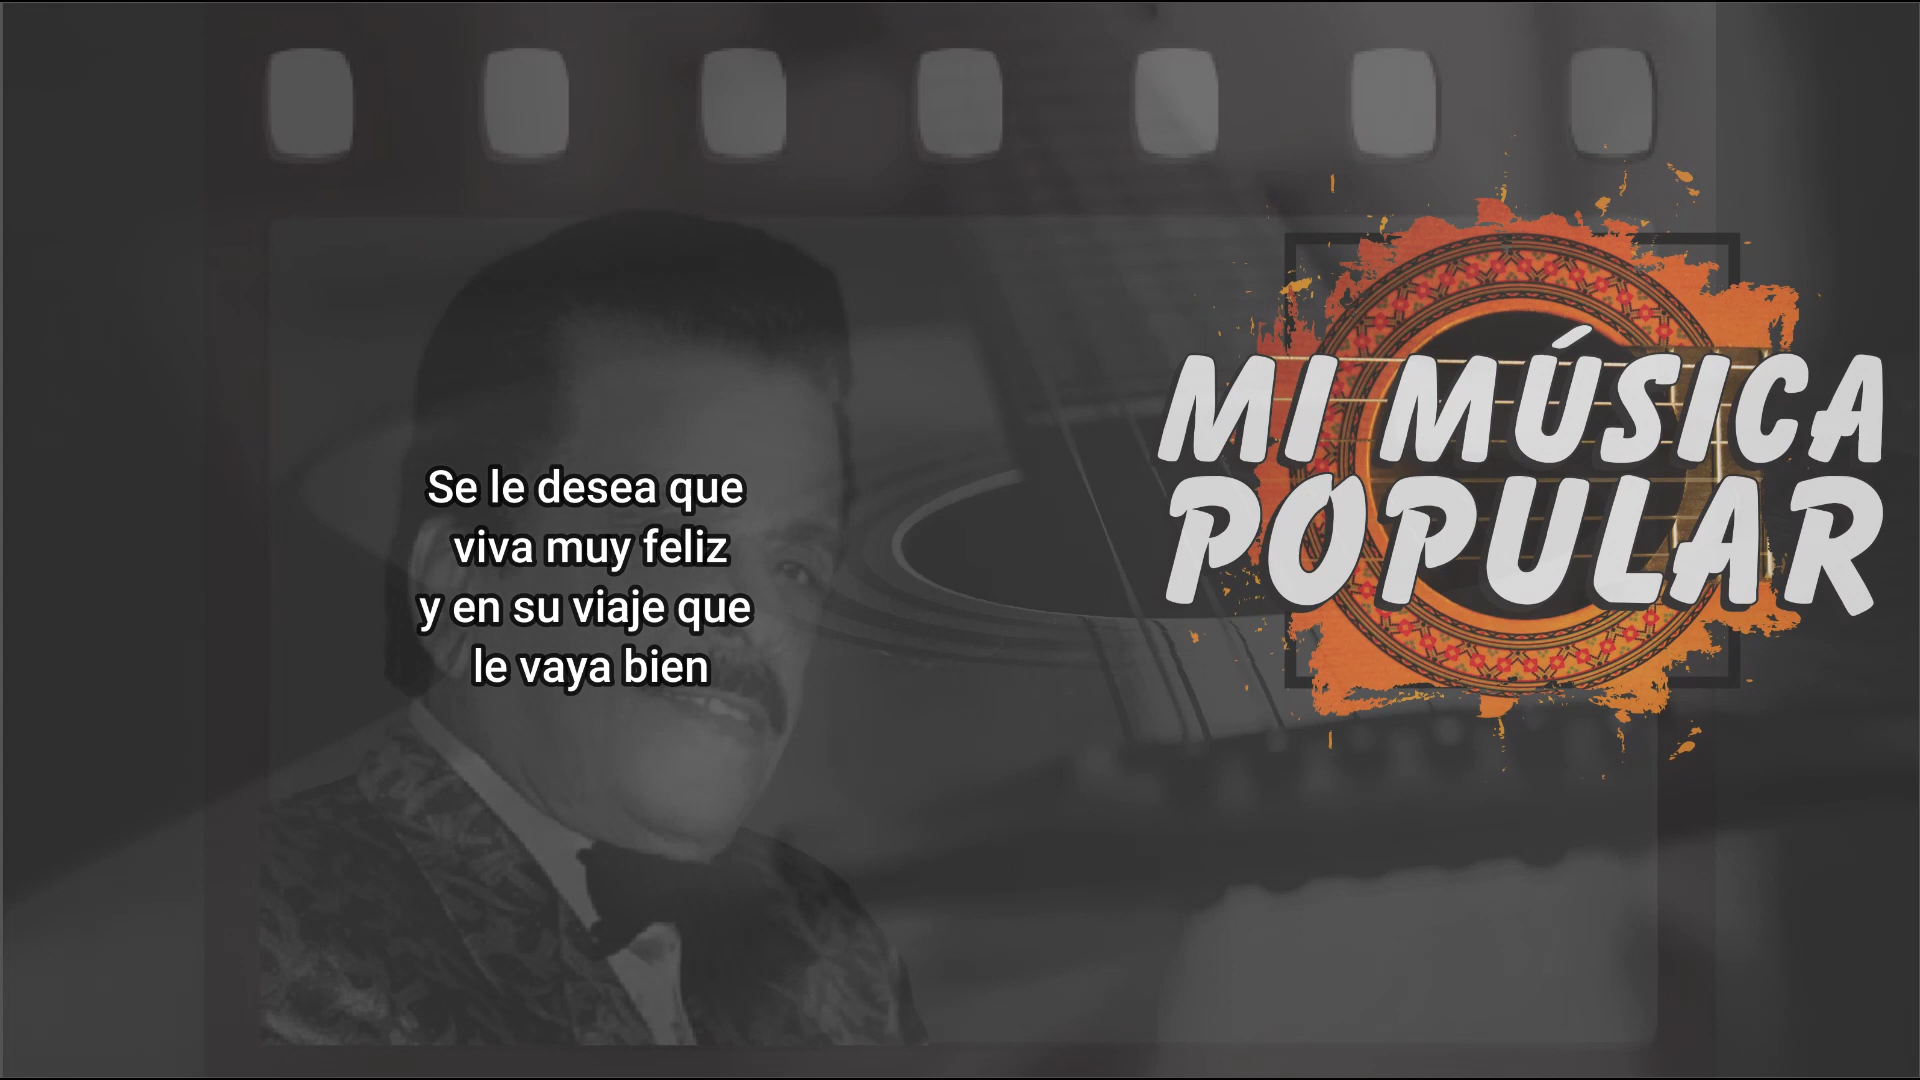 Se le desea que
viva muy feliz
y en su viaje que
le vaya bien
MI MÚSICA
POPULAR